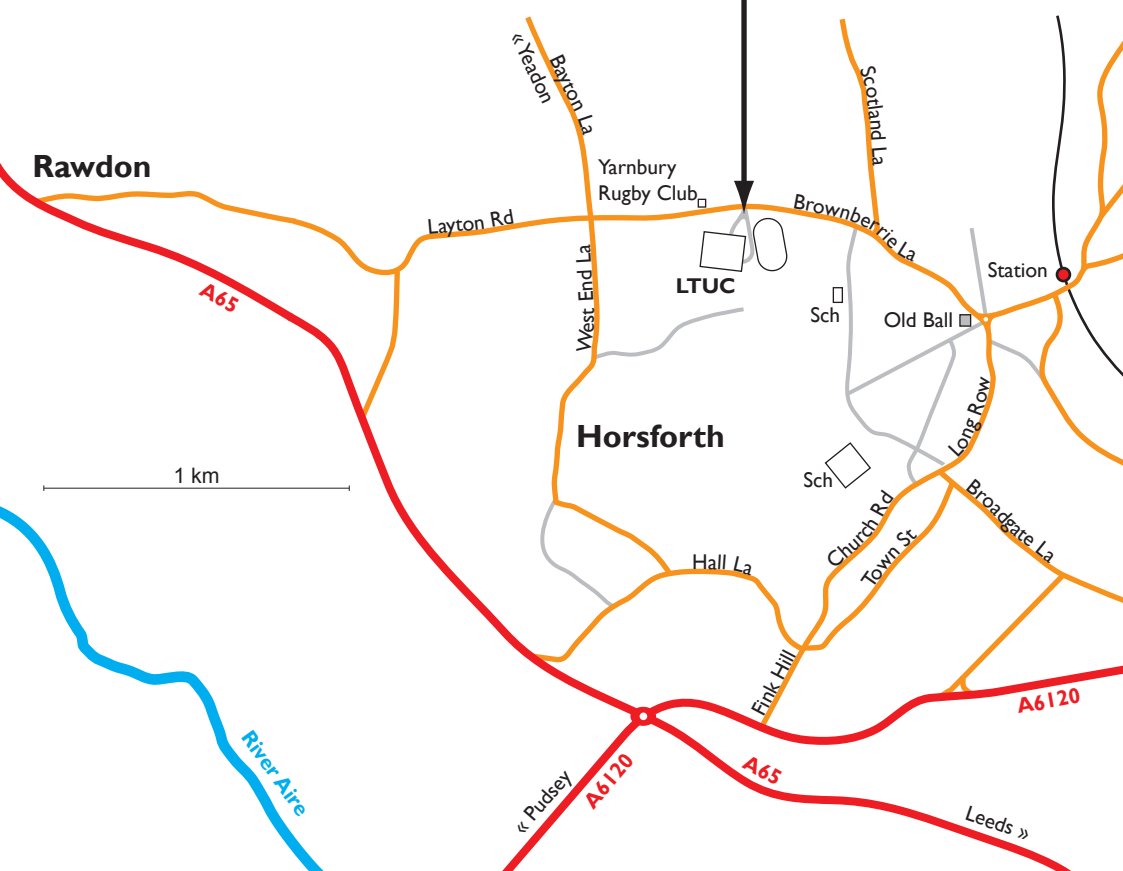 « Yeadon
Bayton La
Scotland La
Rawdon
Yarnbury
Rugby Club
Layton Rd
Brownberrie La
West End La
LTUC
Station
A65
Sch
Old Ball
Long Row
Horsforth
1 km
Sch
Church Rd
Town St
Broadgate La
Hall La
Fink Hill
A6120
River Aire
« Pudsey
A6120
A65
Leeds »